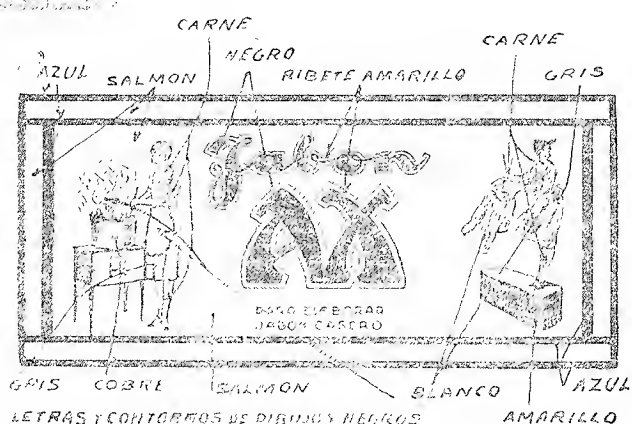 CARNE
NEGRO
CARNE
AZUL
SALMON
RIBETE AMARILLO
GRIS
PARA
JABON CASERO
GRIS
COBRE
SALMON
BLANCO
AZUL
LETRAS Y CONTORNOS DE DIBUJOS NEGROS
AMARILLO